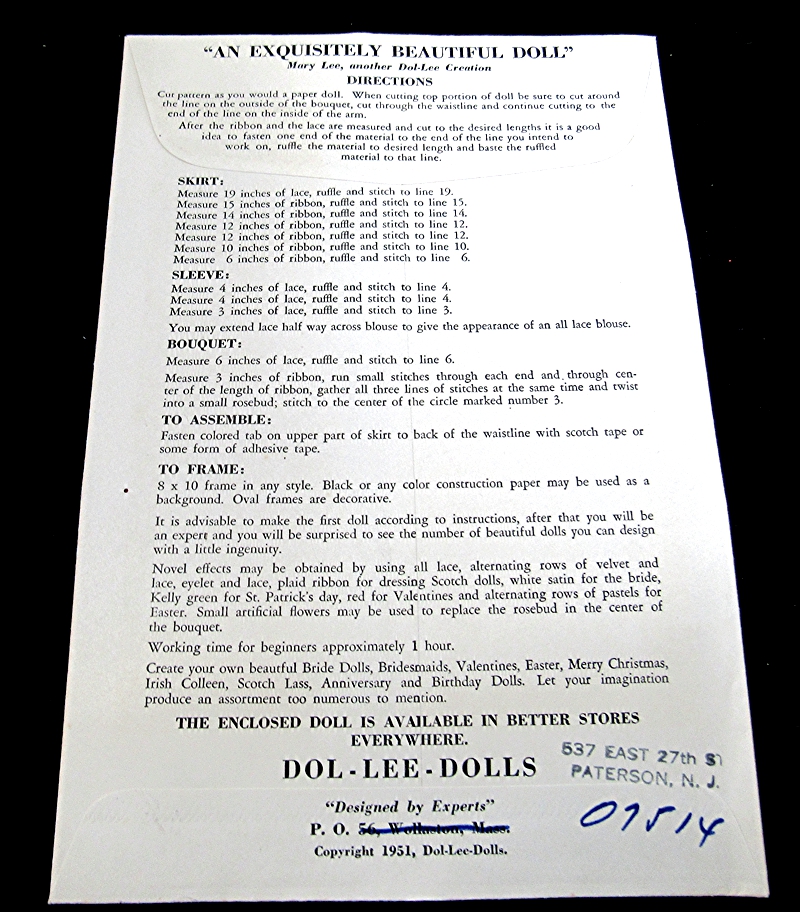 "AN EXQUISITELY BEAUTIFUL DOLL"
Mary Lee, another Dol-Lee Creation
DIRECTIONS
Cut pattern as you would a paper doll. When cutting top portion of doll be sure to cut around
the line on the outside of the bouquet, cut through the waistline and continue cutting to the
end of the line on the inside of the arm.
After the ribbon and the lace are measured and cut to the desired lengths it is a good
idea to fasten one end of the material to the end of the line you intend to
work on, ruffle the material to desired length and baste the ruffled
material to that line.
SKIRT:
Measure 19 inches of lace, ruffle and stitch to line 19.
Measure 15 inches of ribbon, ruffle and stitch to line 15.
Measure 14 inches of ribbon, ruffle and stitch to line 14.
Measure 12 inches of ribbon, ruffle and stitch to line 12.
Measure 12 inches of ribbon, ruffle and stitch to line 12.
Measure 10 inches of ribbon, ruffle and stitch to line 10.
Measure 6 inches of ribbon, ruffle and stitch to line 6.
SLEEVE:
Measure 4 inches of lace, ruffle and stitch to line 4.
Measure 4 inches of lace, ruffle and stitch to line 4.
Measure 3 inches of lace, ruffle and stitch to line 3.
You may extend lace half way across blouse to give the appearance of an all lace blouse.
BOUQUET:
Measure 6 inches of lace, ruffle and stitch to line 6.
Measure 3 inches of ribbon, run small stitches through each end and through cen-
ter of the length of ribbon, gather all three lines of stitches at the same time and twist
into a small rosebud; stitch to the center of the circle marked number 3.
TO ASSEMBLE:
Fasten colored tab on upper part of skirt to back of the waistline with scotch tape or
some form of adhesive tape.
TO FRAME:
8 x 10 frame in any style. Black or any color construction paper may be used as a
background. Oval frames are decorative.
It is advisable to make the first doll according to instructions, after that you will be
an expert and you will be surprised to see the number of beautiful dolls you can design
with a little ingenuity.
Novel effects may be obtained by using all lace, alternating rows of velvet and
lace, eyelet and lace, plaid ribbon for dressing Scotch dolls, white satin for the bride,
Kelly green for St. Patrick's day, red for Valentines and alternating rows of pastels for
Easter. Small artificial flowers may be used to replace the rosebud in the center of
the bouquet.
Working time for beginners approximately 1 hour.
Create your own beautful Bride Dolls, Bridesmaids, Valentines, Easter, Merry Christmas,
Irish Colleen, Scotch Lass, Anniversary and Birthday Dolls. Let your imagination
produce an assortment too numerous to mention.
THE ENCLOSED DOLL IS AVAILABLE IN BETTER STORES
EVERYWHERE.
DOL-LEE-DOLLS
537 EAST 27th ST
PATERSON, N. J.
07514
"Designed by Experts"
P. O. 56, Wollaston, Mass.
Copyright 1951, Dol-Lee-Dolls.